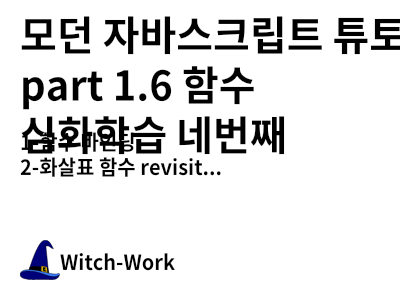 모던 자바스크립트 튜토
part 1.6 함수
심화학습 네번째
1-함수 바인딩
2-화살표 함수 revisit...
Witch-Work